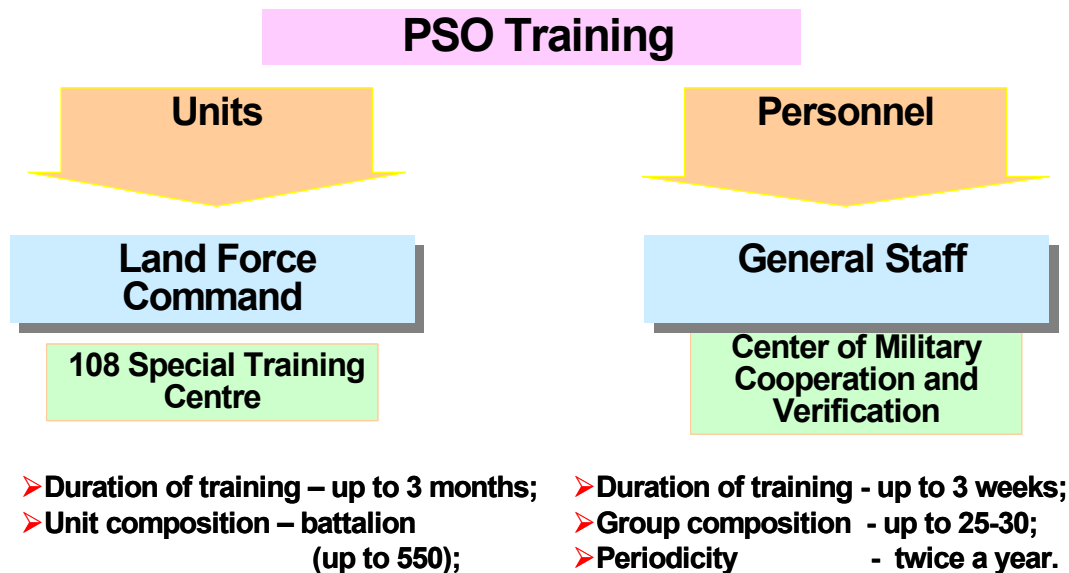 PSO Training
Units
Land Force
Command
108 Special Training
Centre
➢Duration of training – up to 3 months;
➢Unit composition – battalion
(up to 550);
Personnel
General Staff
Center of Military
Cooperation and
Verification
➢Duration of training - up to 3 weeks;
➢Group composition - up to 25-30;
➢Periodicity - twice a year.